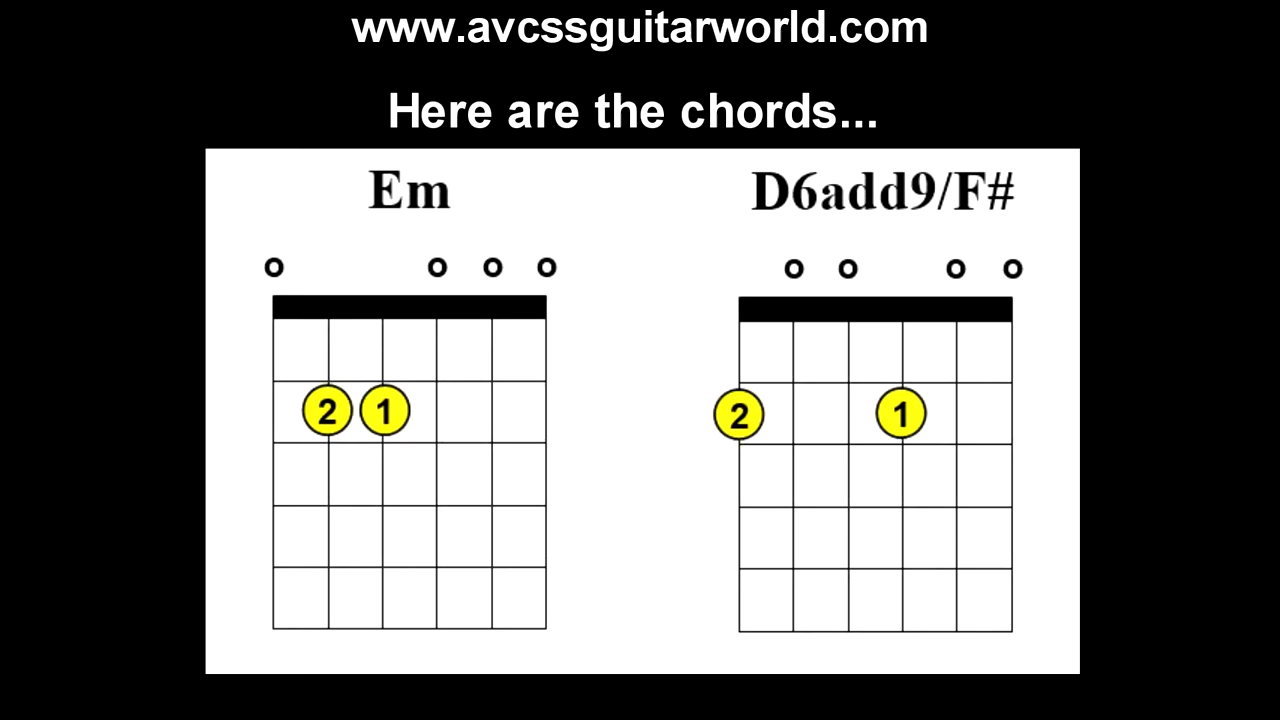 www.avcssguitarworld.com
Here are the chords...
Em D6add9/F#
o o o o o o o o
2 1 2 1